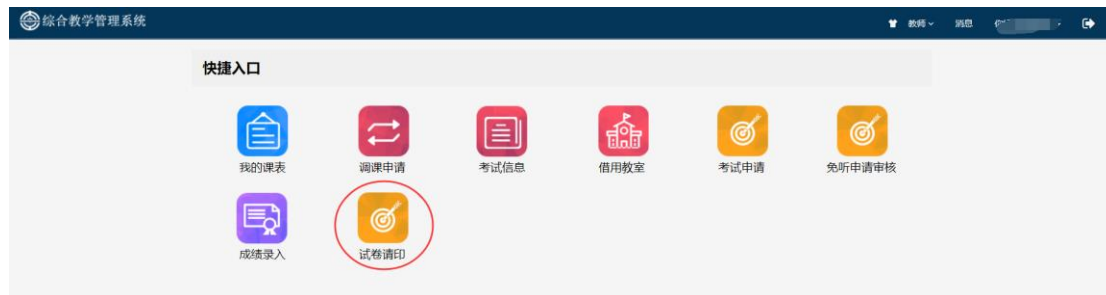 综合教学管理系统
教师 消息
快捷入口
我的课表 调课申请 考试信息 借用教室 考试申请 免听申请审核
成绩录入 试卷请印